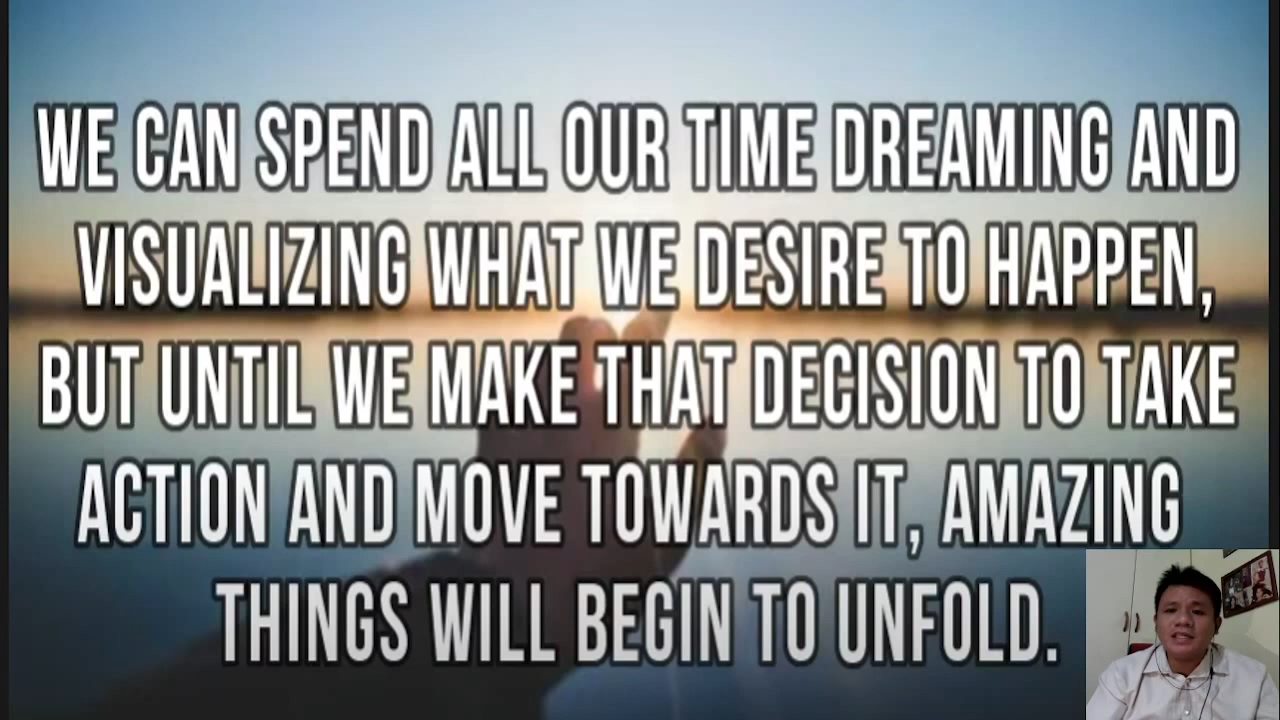 WE CAN SPEND ALL OUR TIME DREAMING AND
VISUALIZING WHAT WE DESIRE TO HAPPEN,
BUT UNTIL WE MAKE THAT DECISION TO TAKE
ACTION AND MOVE TOWARDS IT, AMAZING
THINGS WILL BEGIN TO UNFOLD.